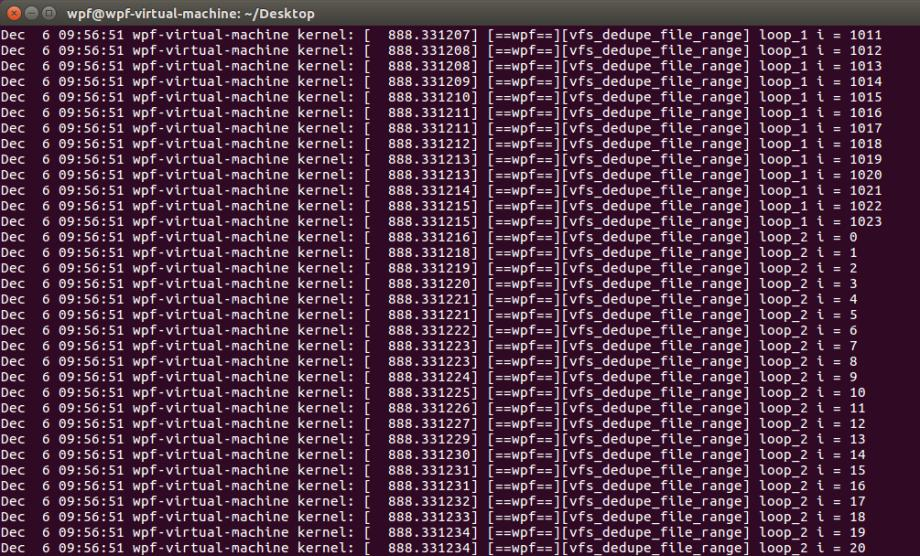 wpf@wpf-virtual-machine: ~/Desktop
Dec  6 09:56:51 wpf-virtual-machine kernel: [  888.331207] [==wpf==][vfs_dedupe_file_range] loop_1 i = 1011
Dec  6 09:56:51 wpf-virtual-machine kernel: [  888.331208] [==wpf==][vfs_dedupe_file_range] loop_1 i = 1012
Dec  6 09:56:51 wpf-virtual-machine kernel: [  888.331208] [==wpf==][vfs_dedupe_file_range] loop_1 i = 1013
Dec  6 09:56:51 wpf-virtual-machine kernel: [  888.331209] [==wpf==][vfs_dedupe_file_range] loop_1 i = 1014
Dec  6 09:56:51 wpf-virtual-machine kernel: [  888.331210] [==wpf==][vfs_dedupe_file_range] loop_1 i = 1015
Dec  6 09:56:51 wpf-virtual-machine kernel: [  888.331211] [==wpf==][vfs_dedupe_file_range] loop_1 i = 1016
Dec  6 09:56:51 wpf-virtual-machine kernel: [  888.331211] [==wpf==][vfs_dedupe_file_range] loop_1 i = 1017
Dec  6 09:56:51 wpf-virtual-machine kernel: [  888.331212] [==wpf==][vfs_dedupe_file_range] loop_1 i = 1018
Dec  6 09:56:51 wpf-virtual-machine kernel: [  888.331213] [==wpf==][vfs_dedupe_file_range] loop_1 i = 1019
Dec  6 09:56:51 wpf-virtual-machine kernel: [  888.331213] [==wpf==][vfs_dedupe_file_range] loop_1 i = 1020
Dec  6 09:56:51 wpf-virtual-machine kernel: [  888.331214] [==wpf==][vfs_dedupe_file_range] loop_1 i = 1021
Dec  6 09:56:51 wpf-virtual-machine kernel: [  888.331215] [==wpf==][vfs_dedupe_file_range] loop_1 i = 1022
Dec  6 09:56:51 wpf-virtual-machine kernel: [  888.331215] [==wpf==][vfs_dedupe_file_range] loop_1 i = 1023
Dec  6 09:56:51 wpf-virtual-machine kernel: [  888.331216] [==wpf==][vfs_dedupe_file_range] loop_2 i = 0
Dec  6 09:56:51 wpf-virtual-machine kernel: [  888.331218] [==wpf==][vfs_dedupe_file_range] loop_2 i = 1
Dec  6 09:56:51 wpf-virtual-machine kernel: [  888.331219] [==wpf==][vfs_dedupe_file_range] loop_2 i = 2
Dec  6 09:56:51 wpf-virtual-machine kernel: [  888.331220] [==wpf==][vfs_dedupe_file_range] loop_2 i = 3
Dec  6 09:56:51 wpf-virtual-machine kernel: [  888.331221] [==wpf==][vfs_dedupe_file_range] loop_2 i = 4
Dec  6 09:56:51 wpf-virtual-machine kernel: [  888.331221] [==wpf==][vfs_dedupe_file_range] loop_2 i = 5
Dec  6 09:56:51 wpf-virtual-machine kernel: [  888.331222] [==wpf==][vfs_dedupe_file_range] loop_2 i = 6
Dec  6 09:56:51 wpf-virtual-machine kernel: [  888.331223] [==wpf==][vfs_dedupe_file_range] loop_2 i = 7
Dec  6 09:56:51 wpf-virtual-machine kernel: [  888.331223] [==wpf==][vfs_dedupe_file_range] loop_2 i = 8
Dec  6 09:56:51 wpf-virtual-machine kernel: [  888.331224] [==wpf==][vfs_dedupe_file_range] loop_2 i = 9
Dec  6 09:56:51 wpf-virtual-machine kernel: [  888.331225] [==wpf==][vfs_dedupe_file_range] loop_2 i = 10
Dec  6 09:56:51 wpf-virtual-machine kernel: [  888.331226] [==wpf==][vfs_dedupe_file_range] loop_2 i = 11
Dec  6 09:56:51 wpf-virtual-machine kernel: [  888.331227] [==wpf==][vfs_dedupe_file_range] loop_2 i = 12
Dec  6 09:56:51 wpf-virtual-machine kernel: [  888.331229] [==wpf==][vfs_dedupe_file_range] loop_2 i = 13
Dec  6 09:56:51 wpf-virtual-machine kernel: [  888.331230] [==wpf==][vfs_dedupe_file_range] loop_2 i = 14
Dec  6 09:56:51 wpf-virtual-machine kernel: [  888.331231] [==wpf==][vfs_dedupe_file_range] loop_2 i = 15
Dec  6 09:56:51 wpf-virtual-machine kernel: [  888.331231] [==wpf==][vfs_dedupe_file_range] loop_2 i = 16
Dec  6 09:56:51 wpf-virtual-machine kernel: [  888.331232] [==wpf==][vfs_dedupe_file_range] loop_2 i = 17
Dec  6 09:56:51 wpf-virtual-machine kernel: [  888.331233] [==wpf==][vfs_dedupe_file_range] loop_2 i = 18
Dec  6 09:56:51 wpf-virtual-machine kernel: [  888.331234] [==wpf==][vfs_dedupe_file_range] loop_2 i = 19
Dec  6 09:56:51 wpf-virtual-machine kernel: [  888.331234] [==wpf==][vfs_dedupe_file_range] loop_2 i = 20